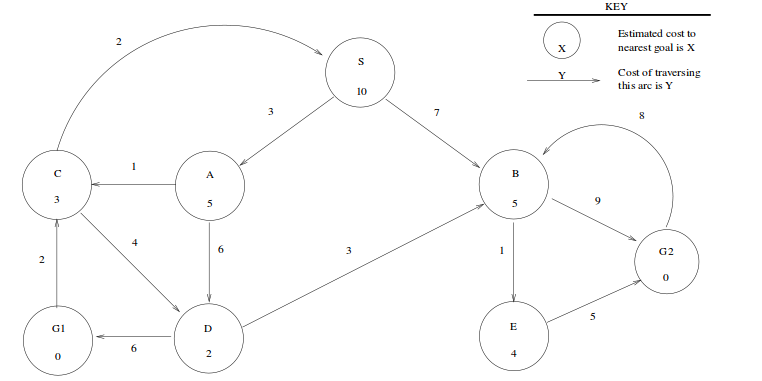 KEY
2
Estimated cost to
nearest goal is X
X
S
10
Y
Cost of traversing
this arc is Y
3
7
8
C
3
1
A
5
B
5
9
4
6
3
1
2
G2
0
G1
0
6
D
2
E
4
5